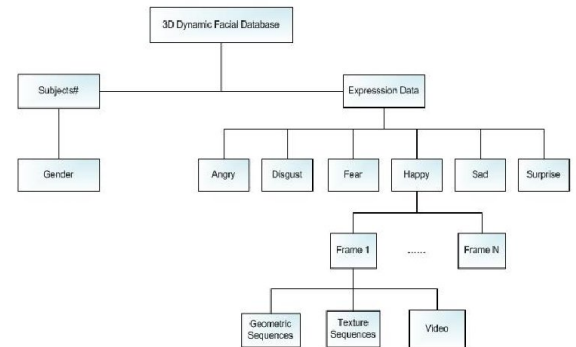 3D Dynamic Facial Database
Subjects#
Expresssion Data
Gender
Angry
Disgust
Fear
Happy
Sad
Surprise
Frame 1
......
Frame N
Geometric
Sequences
Texture
Sequences
Video